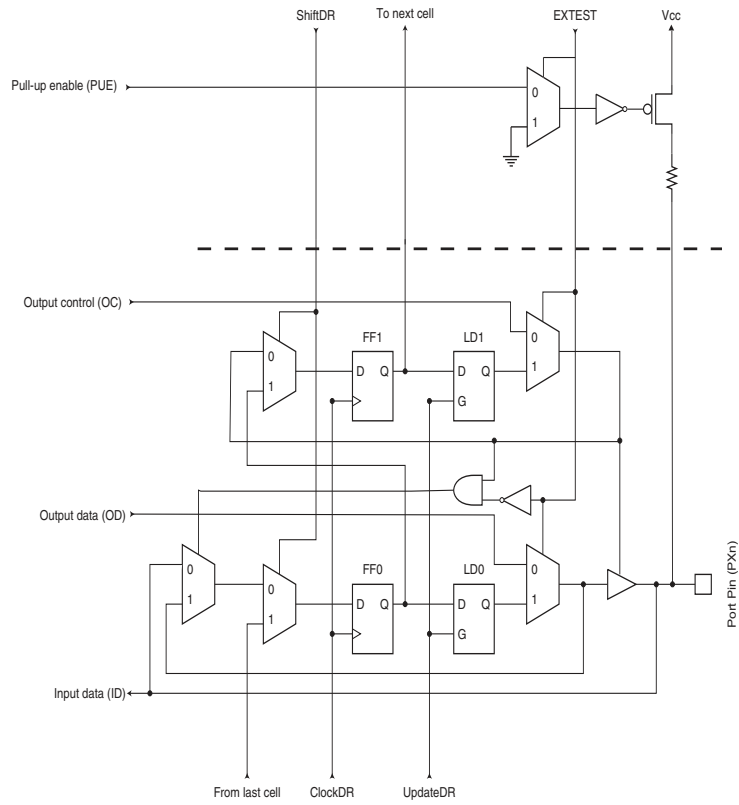 ShiftDR
To next cell
EXTEST
Vcc
Pull-up enable (PUE)
0
1
Output control (OC)
FF1
LD1
0
1
0
1
D Q
D Q
G
Output data (OD)
FF0
LD0
0
1
0
1
0
1
D Q
D Q
G
Port Pin (PXn)
Input data (ID)
From last cell
ClockDR
UpdateDR